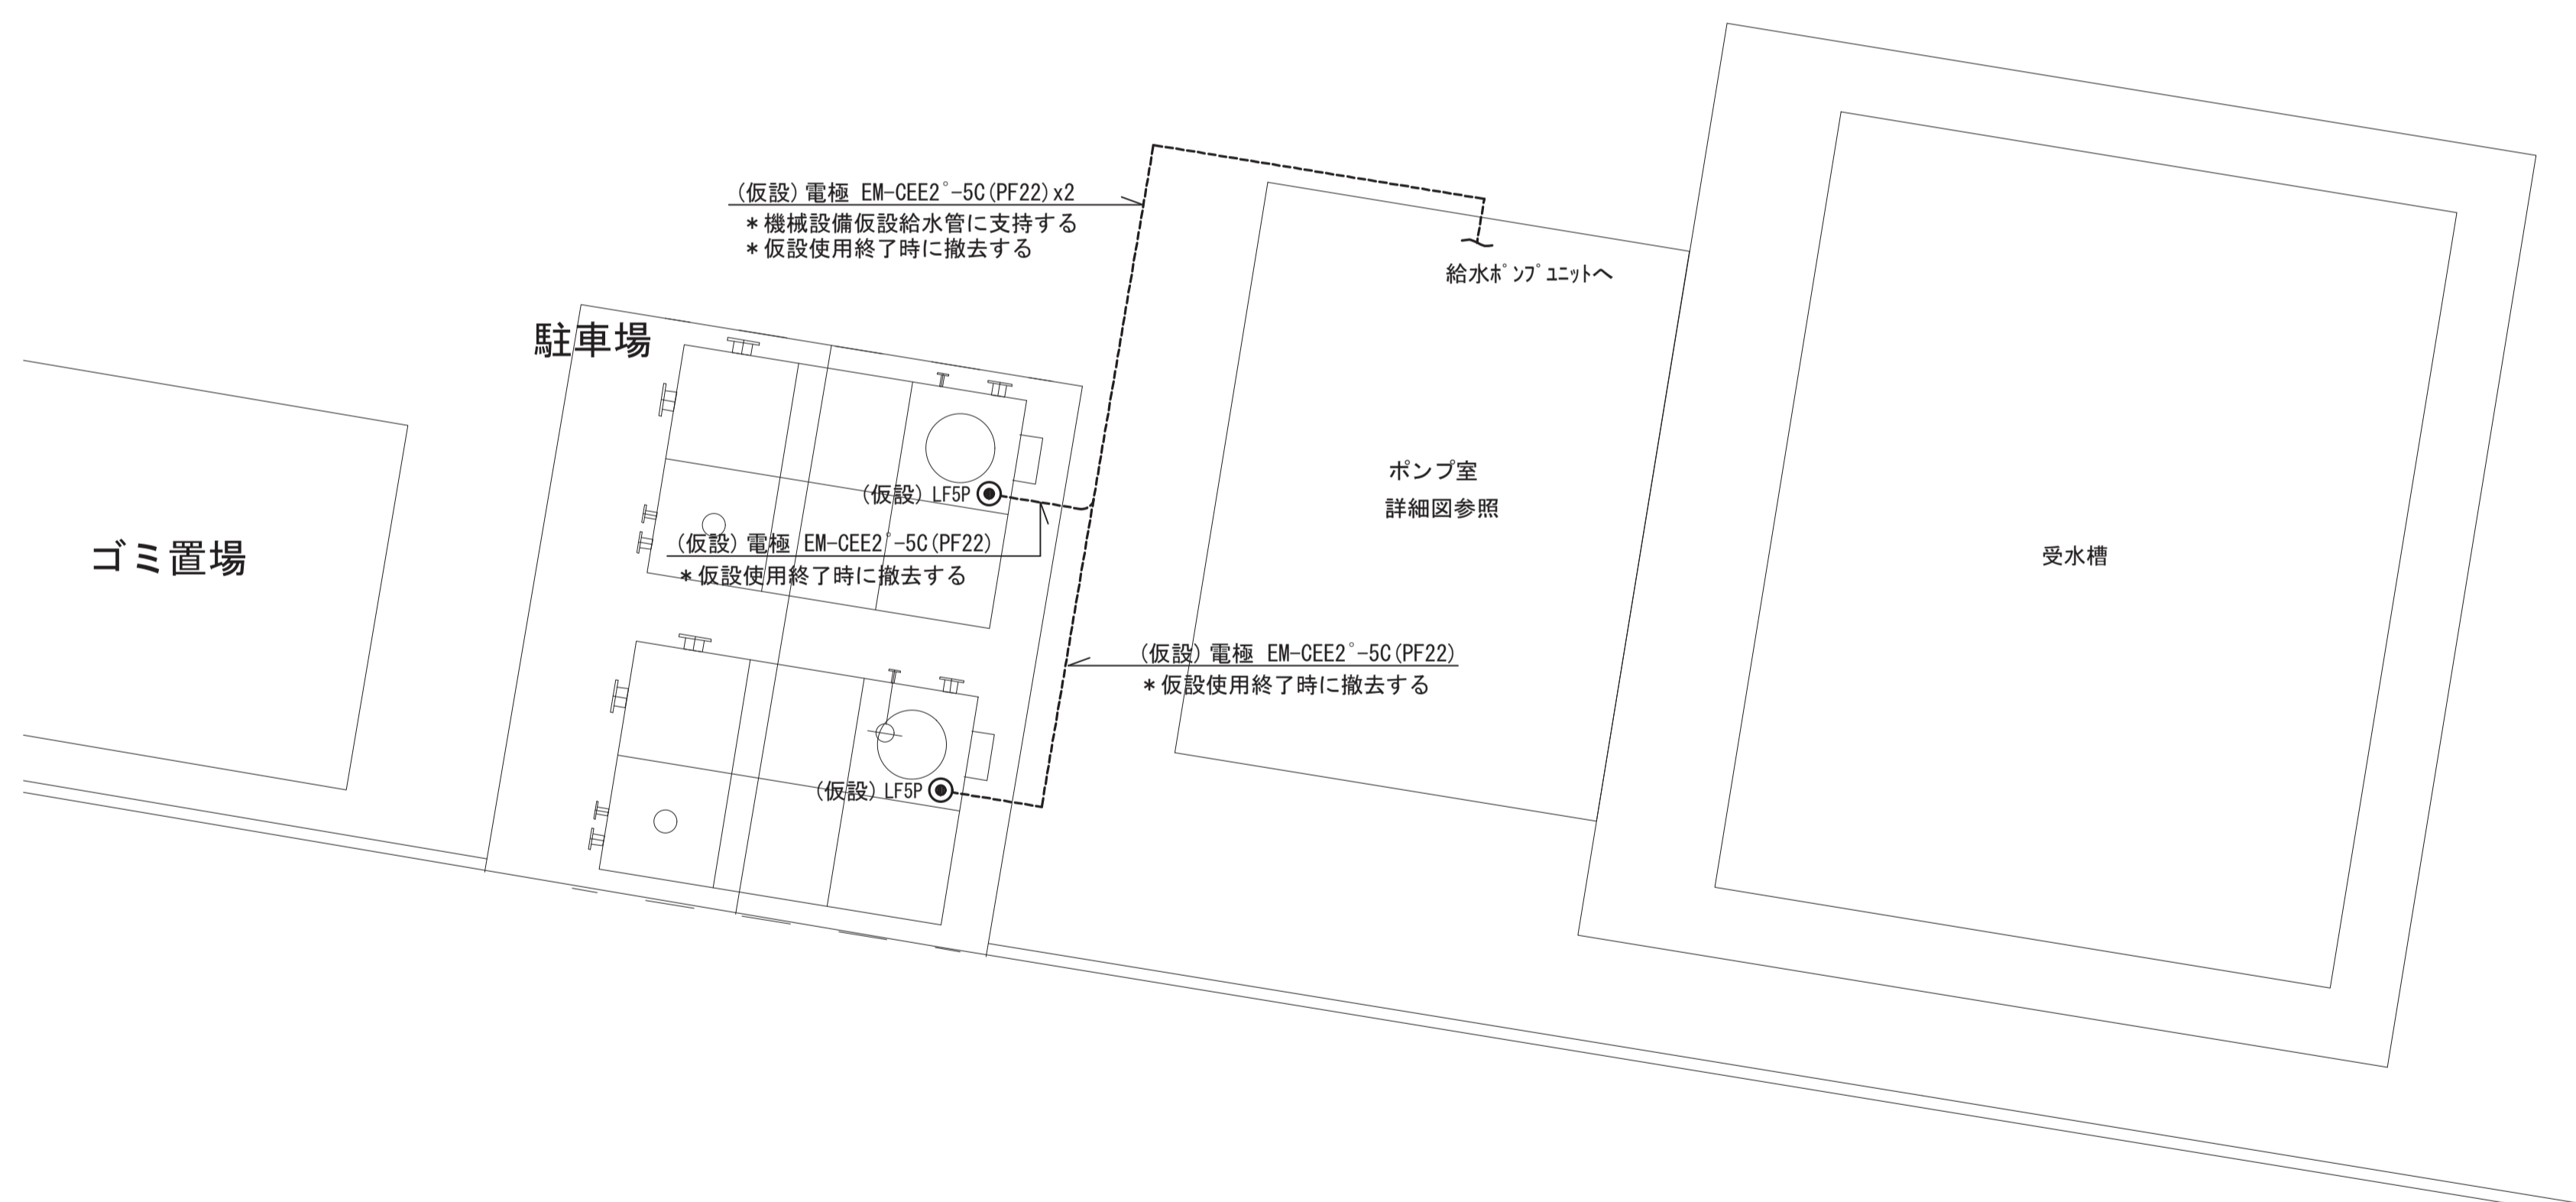 (仮設)電極 EM-CEE2°-5C(PF22)x2
*機械設備仮設給水管に支持する
*仮設使用終了時に撤去する
給水ﾎﾟﾝﾌﾟﾕﾆｯﾄへ
駐車場
ポンプ室
詳細図参照
(仮設)LF5P
(仮設)電極 EM-CEE2°-5C(PF22)
*仮設使用終了時に撤去する
ゴミ置場
受水槽
(仮設)電極 EM-CEE2°-5C(PF22)
*仮設使用終了時に撤去する
(仮設)LF5P